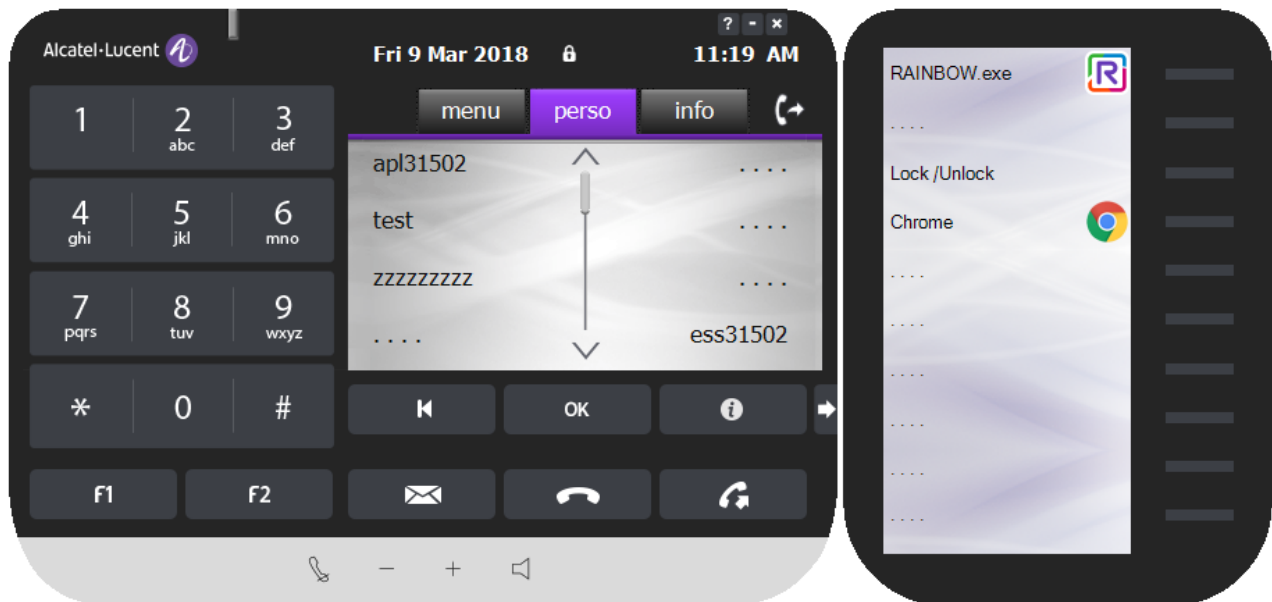 Alcatel·Lucent
? - ×
Fri 9 Mar 2018 11:19 AM
menu perso info
1 2 abc 3 def
4 ghi 5 jkl 6 mno
7 pqrs 8 tuv 9 wxyz
* 0 #
F1 F2
apl31502 . . . .
test . . . .
zzzzzzzzz . . . .
. . . . ess31502
OK i
- +
RAINBOW.exe R
. . . .
Lock /Unlock
Chrome
. . . .
. . . .
. . . .
. . . .
. . . .
. . . .